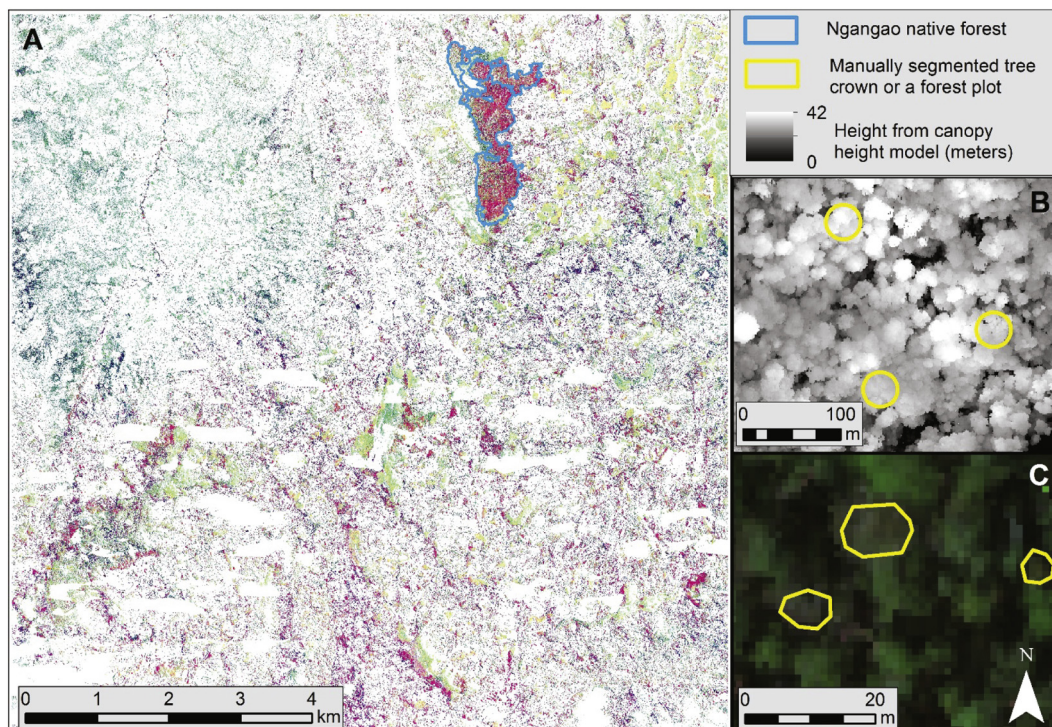 A
Ngangao native forest
Manually segmented tree
crown or a forest plot
42
0
Height from canopy
height model (meters)
B
0 100
m
C
N
0 20
m
0 1 2 3 4
km